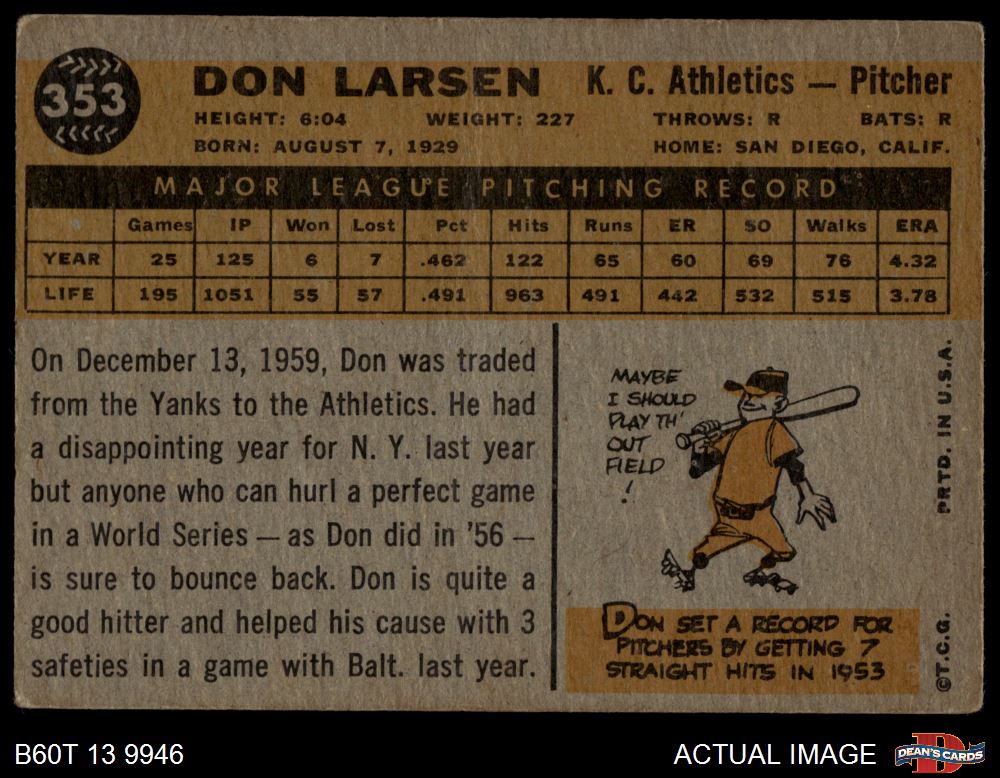 353
DON LARSEN K. C. Athletics — Pitcher
HEIGHT: 6:04 WEIGHT: 227 THROWS: R BATS: R
BORN: AUGUST 7, 1929 HOME: SAN DIEGO, CALIF.
MAJOR LEAGUE PITCHING RECORD
Games IP Won Lost Pct Hits Runs ER SO Walks ERA
YEAR 25 125 6 7 .462 122 65 60 69 76 4.32
LIFE 195 1051 55 57 .491 963 491 442 532 515 3.78
On December 13, 1959, Don was traded
from the Yanks to the Athletics. He had
a disappointing year for N. Y. last year
but anyone who can hurl a perfect game
in a World Series — as Don did in '56 —
is sure to bounce back. Don is quite a
good hitter and helped his cause with 3
safeties in a game with Balt. last year.
MAYBE
I SHOULD
PLAY TH'
OUT
FIELD
!
DON SET A RECORD FOR
PITCHERS BY GETTING 7
STRAIGHT HITS IN 1953
PRTD. IN U.S.A.
©T.C.G.
B60T 13 9946 ACTUAL IMAGE DEAN'S CARDS